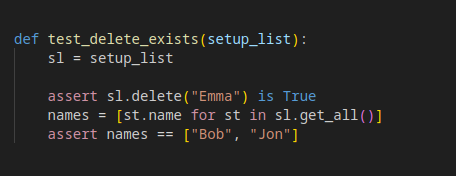 def test_delete_exists(setup_list):
    sl = setup_list

    assert sl.delete("Emma") is True
    names = [st.name for st in sl.get_all()]
    assert names == ["Bob", "Jon"]